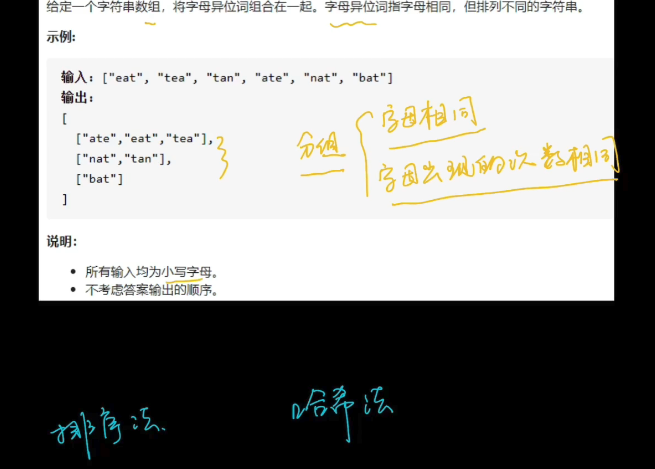 给定一个字符串数组，将字母异位词组合在一起。字母异位词指字母相同，但排列不同的字符串。
示例：
输入：["eat", "tea", "tan", "ate", "nat", "bat"]
输出：
[
["ate","eat","tea"],
["nat","tan"],
["bat"]
]
分组
字母相同
字母出现的次数相同
说明：
所有输入均为小写字母。
不考虑答案输出的顺序。
排序法.
哈希法